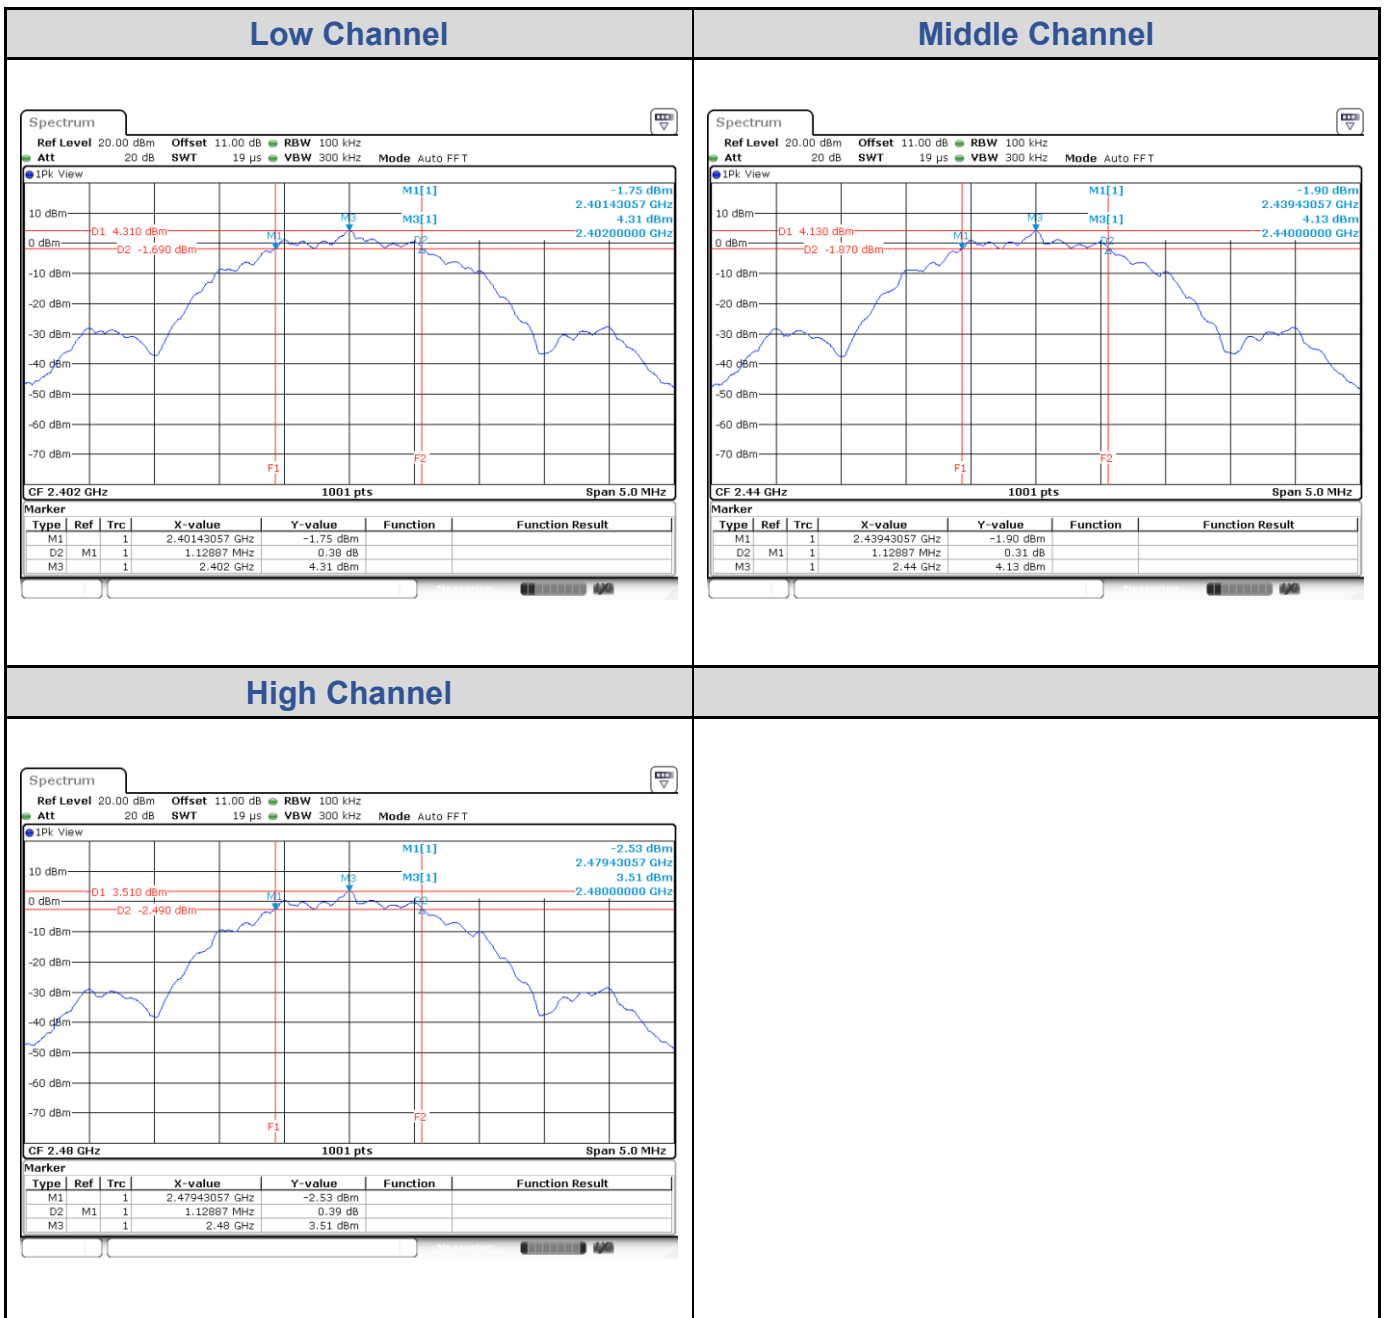 Low Channel
Spectrum
Ref Level 20.00 dBm Offset 11.00 dB RBW 100 kHz
Att 20 dB SWT 19 µs VBW 300 kHz Mode Auto FFT
1Pk View
M1[1] -1.75 dBm
2.40143057 GHz
M3[1] 4.31 dBm
2.40200000 GHz
10 dBm
D1 4.310 dBm
0 dBm
D2 -1.690 dBm
-10 dBm
-20 dBm
-30 dBm
-40 dBm
-50 dBm
-60 dBm
-70 dBm
M1
M3
D2
F1
F2
CF 2.402 GHz 1001 pts Span 5.0 MHz
Marker
Type Ref Trc X-value Y-value Function Function Result
M1 1 2.40143057 GHz -1.75 dBm
D2 M1 1 1.12887 MHz 0.38 dB
M3 1 2.402 GHz 4.31 dBm
Measuring...
Middle Channel
Spectrum
Ref Level 20.00 dBm Offset 11.00 dB RBW 100 kHz
Att 20 dB SWT 19 µs VBW 300 kHz Mode Auto FFT
1Pk View
M1[1] -1.90 dBm
2.43943057 GHz
M3[1] 4.13 dBm
2.44000000 GHz
10 dBm
D1 4.130 dBm
0 dBm
D2 -1.870 dBm
-10 dBm
-20 dBm
-30 dBm
-40 dBm
-50 dBm
-60 dBm
-70 dBm
M1
M3
D2
F1
F2
CF 2.44 GHz 1001 pts Span 5.0 MHz
Marker
Type Ref Trc X-value Y-value Function Function Result
M1 1 2.43943057 GHz -1.90 dBm
D2 M1 1 1.12887 MHz 0.31 dB
M3 1 2.44 GHz 4.13 dBm
Measuring...
High Channel
Spectrum
Ref Level 20.00 dBm Offset 11.00 dB RBW 100 kHz
Att 20 dB SWT 19 µs VBW 300 kHz Mode Auto FFT
1Pk View
M1[1] -2.53 dBm
2.47943057 GHz
M3[1] 3.51 dBm
2.48000000 GHz
10 dBm
D1 3.510 dBm
0 dBm
D2 -2.490 dBm
-10 dBm
-20 dBm
-30 dBm
-40 dBm
-50 dBm
-60 dBm
-70 dBm
M1
M3
D2
F1
F2
CF 2.48 GHz 1001 pts Span 5.0 MHz
Marker
Type Ref Trc X-value Y-value Function Function Result
M1 1 2.47943057 GHz -2.53 dBm
D2 M1 1 1.12887 MHz 0.39 dB
M3 1 2.48 GHz 3.51 dBm
Measuring...